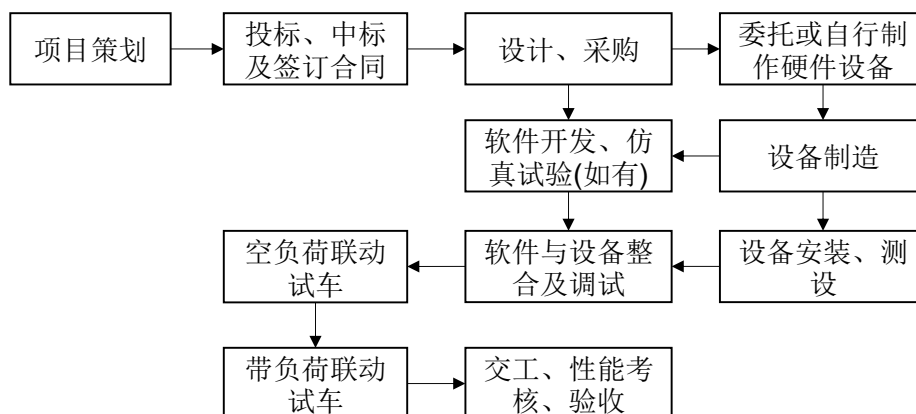 项目策划
投标、中标
及签订合同
设计、采购
委托或自行制
作硬件设备
软件开发、仿
真试验(如有)
设备制造
空负荷联动
试车
软件与设备整
合及调试
设备安装、测
设
带负荷联动
试车
交工、性能考
核、验收